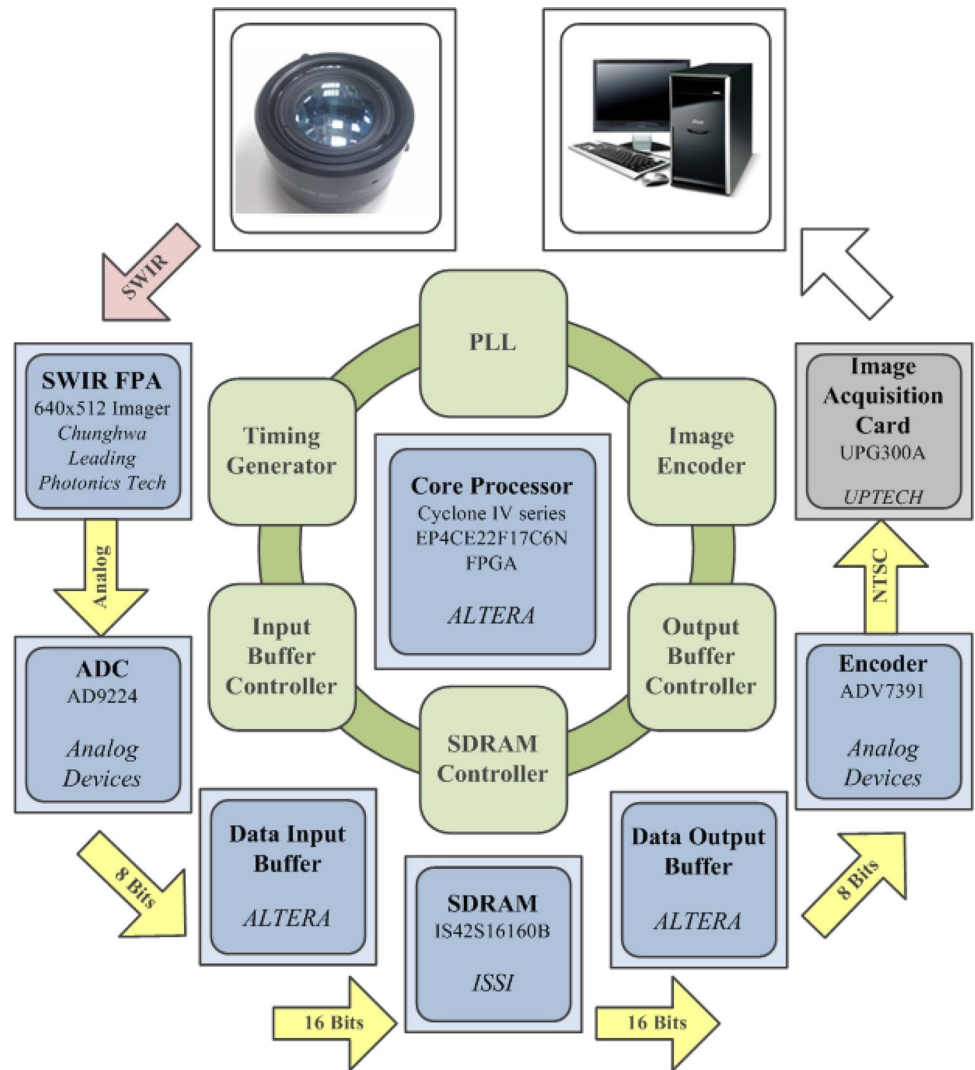 SWIR
PLL
SWIR FPA
640x512 Imager
Chunghwa
Leading
Photonics Tech
Timing
Generator
Image
Encoder
Image
Acquisition
Card
UPG300A
UPTECH
Core Processor
Cyclone IV series
EP4CE22F17C6N
FPGA
ALTERA
Analog
NTSC
Input
Buffer
Controller
Output
Buffer
Controller
ADC
AD9224
Analog
Devices
Encoder
ADV7391
Analog
Devices
SDRAM
Controller
8 Bits
Data Input
Buffer
ALTERA
SDRAM
IS42S16160B
ISSI
Data Output
Buffer
ALTERA
8 Bits
16 Bits
16 Bits